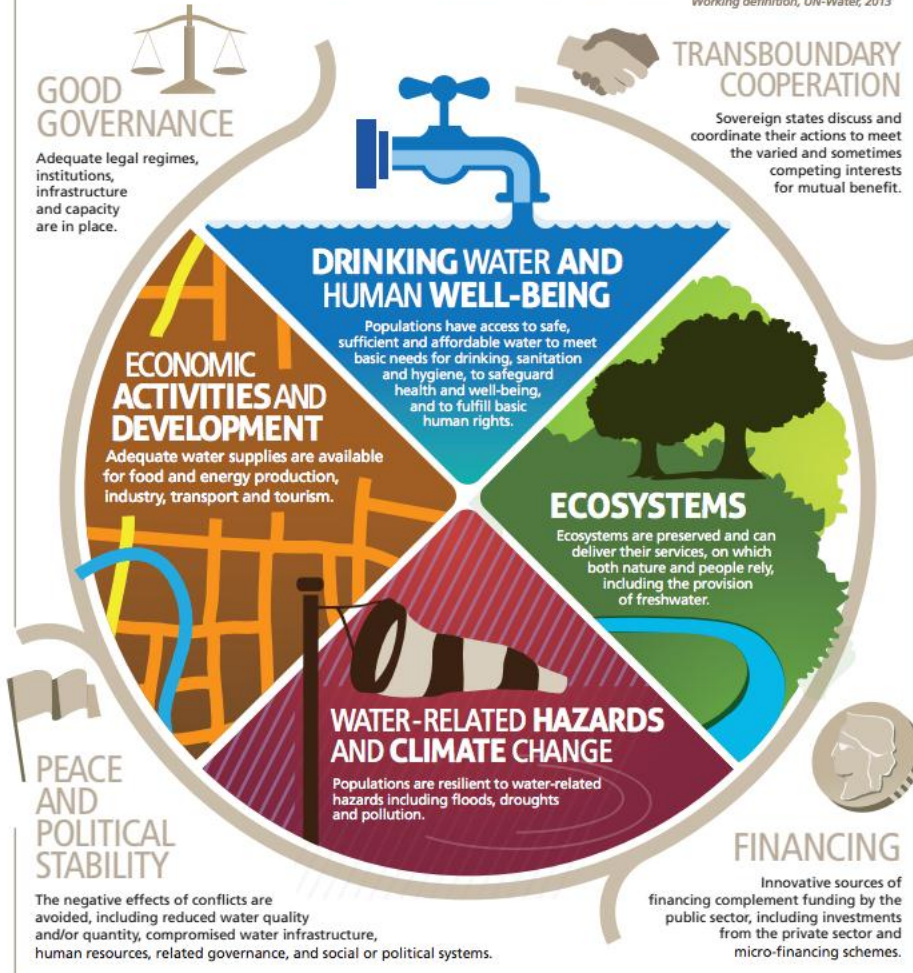 Working definition, UN-Water, 2013
GOOD
GOVERNANCE
Adequate legal regimes,
institutions,
infrastructure
and capacity
are in place.
TRANSBOUNDARY
COOPERATION
Sovereign states discuss and
coordinate their actions to meet
the varied and sometimes
competing interests
for mutual benefit.
DRINKING WATER AND
HUMAN WELL-BEING
Populations have access to safe,
sufficient and affordable water to meet
basic needs for drinking, sanitation
and hygiene, to safeguard
health and well-being,
and to fulfill basic
human rights.
ECONOMIC
ACTIVITIES AND
DEVELOPMENT
Adequate water supplies are available
for food and energy production,
industry, transport and tourism.
ECOSYSTEMS
Ecosystems are preserved and can
deliver their services, on which
both nature and people rely,
including the provision
of freshwater.
WATER-RELATED HAZARDS
AND CLIMATE CHANGE
Populations are resilient to water-related
hazards including floods, droughts
and pollution.
PEACE
AND
POLITICAL
STABILITY
The negative effects of conflicts are
avoided, including reduced water quality
and/or quantity, compromised water infrastructure,
human resources, related governance, and social or political systems.
FINANCING
Innovative sources of
financing complement funding by the
public sector, including investments
from the private sector and
micro-financing schemes.